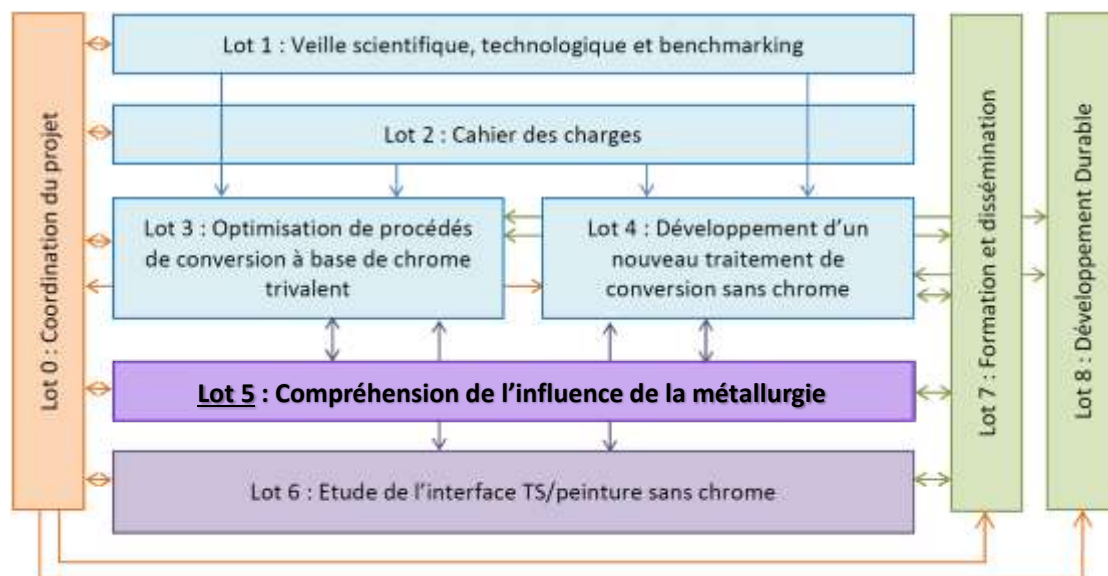 Lot 0 : Coordination du projet
Lot 1 : Veille scientifique, technologique et benchmarking
Lot 2 : Cahier des charges
Lot 3 : Optimisation de procédés
de conversion à base de chrome
trivalent
Lot 4 : Développement d'un
nouveau traitement de
conversion sans chrome
Lot 5 : Compréhension de l'influence de la métallurgie
Lot 6 : Etude de l'interface TS/peinture sans chrome
Lot 7 : Formation et dissémination
Lot 8 : Développement Durable